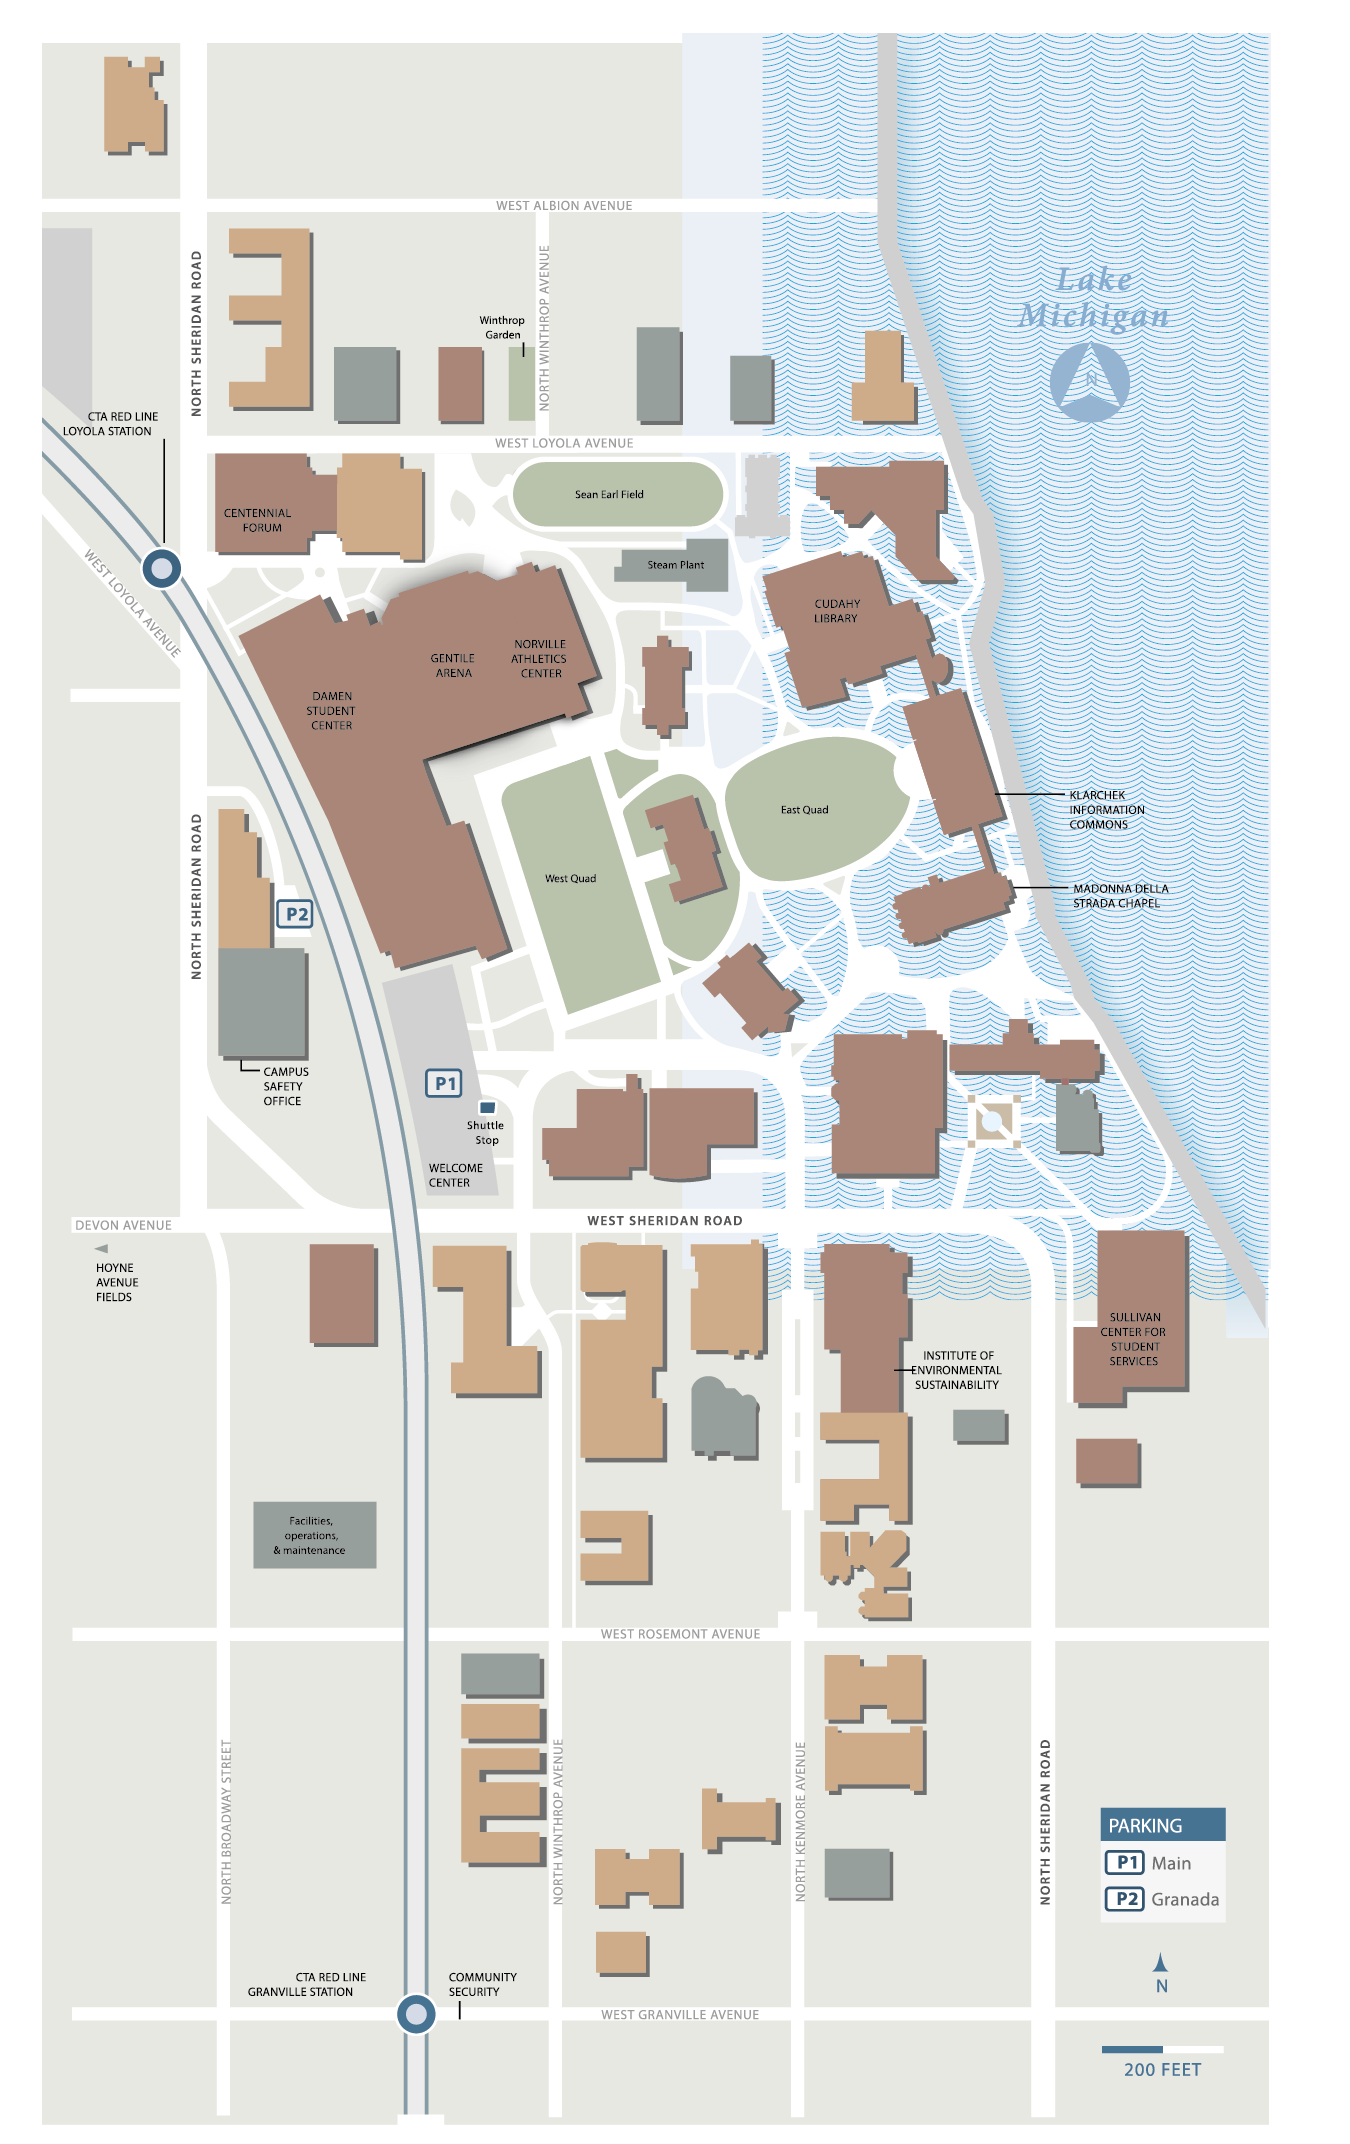 WEST ALBION AVENUE
NORTH SHERIDAN ROAD
NORTH WINTHROP AVENUE
Lake
Michigan
N
Winthrop
Garden
CTA RED LINE
LOYOLA STATION
WEST LOYOLA AVENUE
Sean Earl Field
CENTENNIAL
FORUM
WEST LOYOLA AVENUE
Steam Plant
CUDAHY
LIBRARY
GENTILE
ARENA
NORVILLE
ATHLETICS
CENTER
DAMEN
STUDENT
CENTER
KLARCHEK
INFORMATION
COMMONS
East Quad
NORTH SHERIDAN ROAD
West Quad
MADONNA DELLA
STRADA CHAPEL
P2
CAMPUS
SAFETY
OFFICE
P1
Shuttle
Stop
WELCOME
CENTER
DEVON AVENUE
WEST SHERIDAN ROAD
HOYNE
AVENUE
FIELDS
SULLIVAN
CENTER FOR
STUDENT
SERVICES
INSTITUTE OF
ENVIRONMENTAL
SUSTAINABILITY
Facilities,
operations,
& maintenance
WEST ROSEMONT AVENUE
NORTH BROADWAY STREET
NORTH WINTHROP AVENUE
NORTH KENMORE AVENUE
NORTH SHERIDAN ROAD
PARKING
P1 Main
P2 Granada
CTA RED LINE
GRANVILLE STATION
COMMUNITY
SECURITY
N
WEST GRANVILLE AVENUE
200 FEET